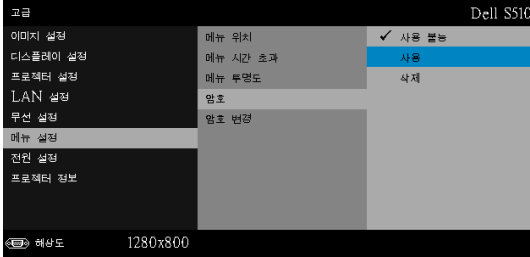 고급 Dell S510
이미지 설정
디스플레이 설정
프로젝터 설정
LAN 설정
무선 설정
메뉴 설정
전원 설정
프로젝터 정보
메뉴 위치
메뉴 시간 초과
메뉴 투명도
암호
암호 변경
사용 불능
사용
삭제
해상도 1280x800